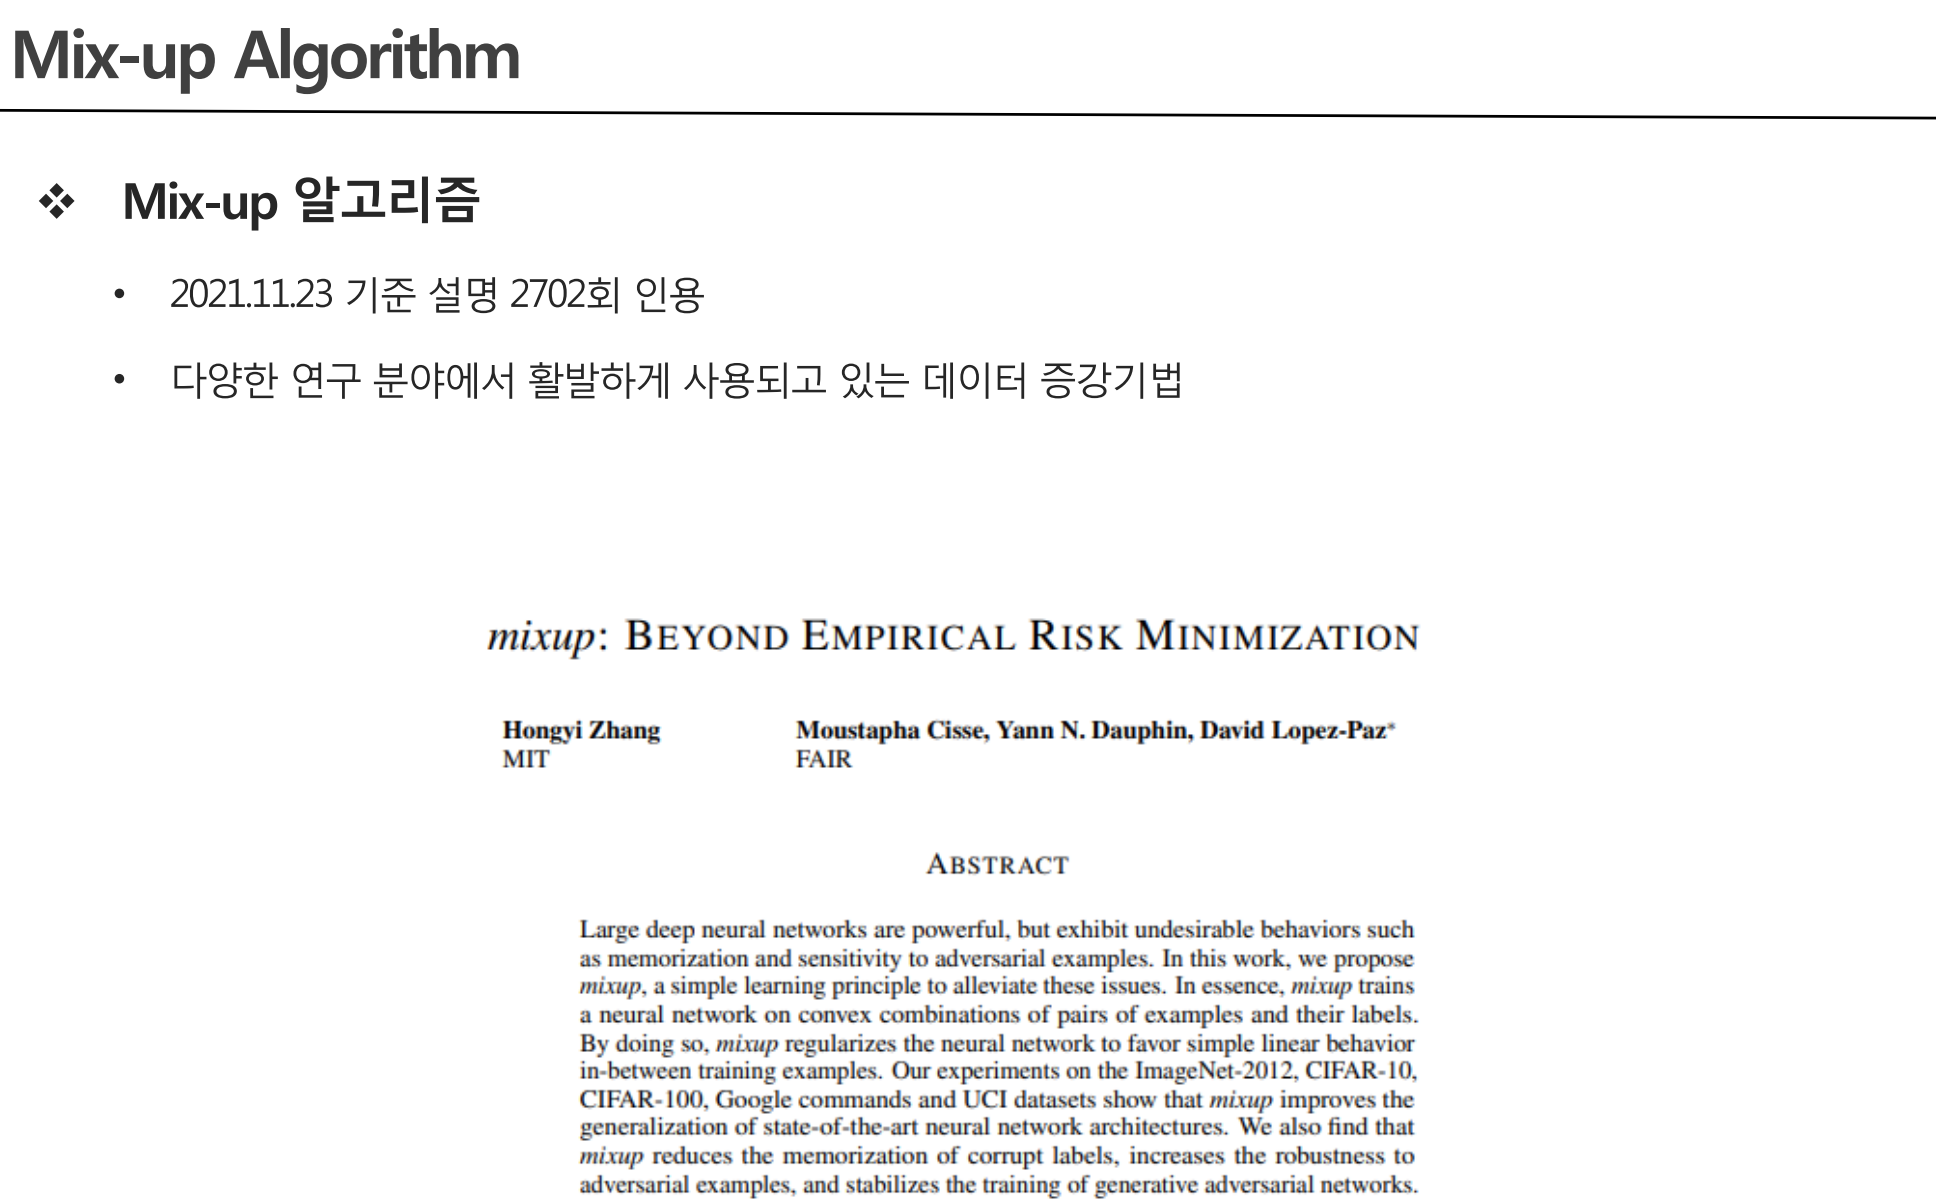 Mix-up Algorithm
❖ Mix-up 알고리즘
• 2021.11.23 기준 설명 2702회 인용
• 다양한 연구 분야에서 활발하게 사용되고 있는 데이터 증강기법
mixup: BEYOND EMPIRICAL RISK MINIMIZATION
Hongyi Zhang Moustapha Cisse, Yann N. Dauphin, David Lopez-Paz*
MIT FAIR
ABSTRACT
Large deep neural networks are powerful, but exhibit undesirable behaviors such
as memorization and sensitivity to adversarial examples. In this work, we propose
mixup, a simple learning principle to alleviate these issues. In essence, mixup trains
a neural network on convex combinations of pairs of examples and their labels.
By doing so, mixup regularizes the neural network to favor simple linear behavior
in-between training examples. Our experiments on the ImageNet-2012, CIFAR-10,
CIFAR-100, Google commands and UCI datasets show that mixup improves the
generalization of state-of-the-art neural network architectures. We also find that
mixup reduces the memorization of corrupt labels, increases the robustness to
adversarial examples, and stabilizes the training of generative adversarial networks.